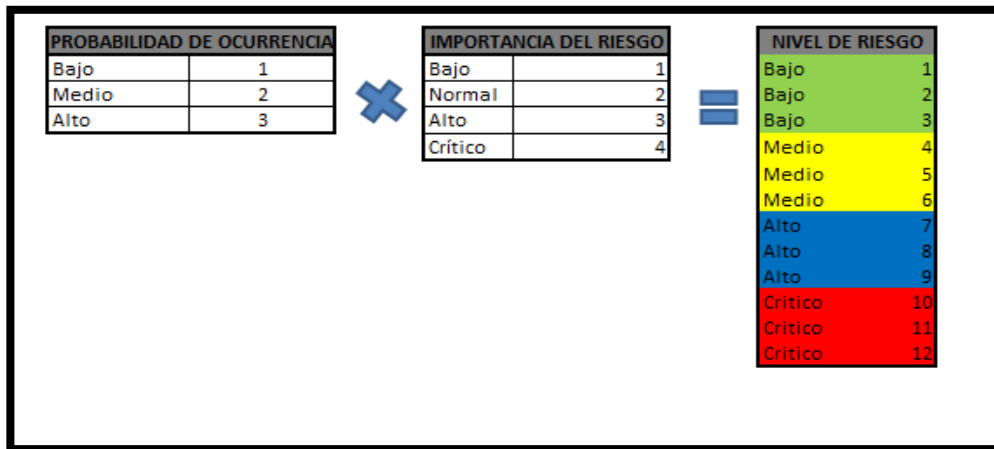 PROBABILIDAD DE OCURRENCIA
Bajo 1
Medio 2
Alto 3
IMPORTANCIA DEL RIESGO
Bajo 1
Normal 2
Alto 3
Crítico 4
NIVEL DE RIESGO
Bajo 1
Bajo 2
Bajo 3
Medio 4
Medio 5
Medio 6
Alto 7
Alto 8
Alto 9
Critico 10
Critico 11
Critico 12